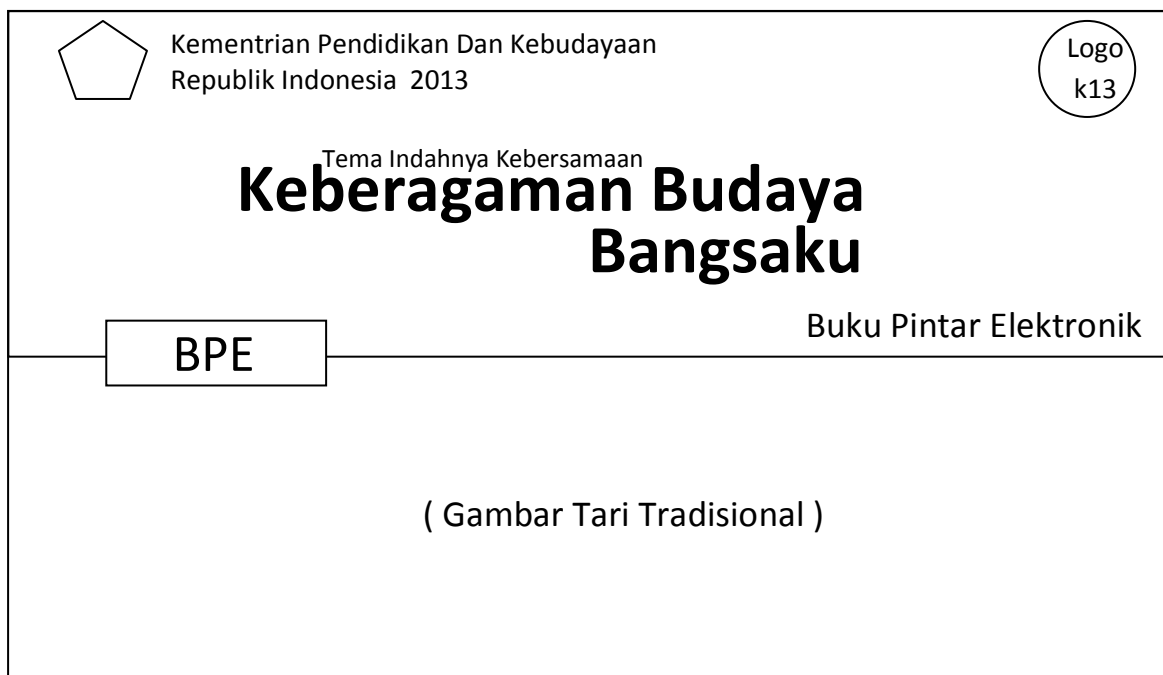 Kementrian Pendidikan Dan Kebudayaan
Republik Indonesia  2013
Logo
k13
Tema Indahnya Kebersamaan
Keberagaman Budaya
Bangsaku
Buku Pintar Elektronik
BPE
( Gambar Tari Tradisional )